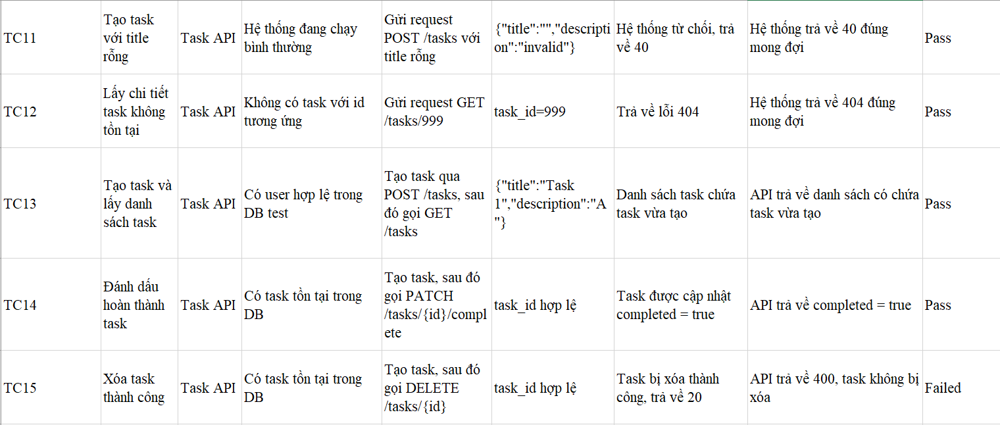 TC11
Tạo task
với title
rỗng
Task API
Hệ thống đang chạy
bình thường
Gửi request
POST /tasks với
title rỗng
{"title":"","descripti
on":"invalid"}
Hệ thống từ chối, trả
về 40
Hệ thống trả về 40 đúng
mong đợi
Pass
TC12
Lấy chi tiết
task không
tồn tại
Task API
Không có task với id
tương ứng
Gửi request GET
/tasks/999
task_id=999
Trả về lỗi 404
Hệ thống trả về 404 đúng
mong đợi
Pass
TC13
Tạo task và
lấy danh
sách task
Task API
Có user hợp lệ trong
DB test
Tạo task qua
POST /tasks, sau
đó gọi GET
/tasks
{"title":"Task
1","description":"A
"}
Danh sách task chứa
task vừa tạo
API trả về danh sách có chứa
task vừa tạo
Pass
TC14
Đánh dấu
hoàn thành
task
Task API
Có task tồn tại trong
DB
Tạo task, sau đó
gọi PATCH
/tasks/{id}/compl
ete
task_id hợp lệ
Task được cập nhật
completed = true
API trả về completed = true
Pass
TC15
Xóa task
thành công
Task API
Có task tồn tại trong
DB
Tạo task, sau đó
gọi DELETE
/tasks/{id}
task_id hợp lệ
Task bị xóa thành
công, trả về 20
API trả về 400, task không bị
xóa
Failed